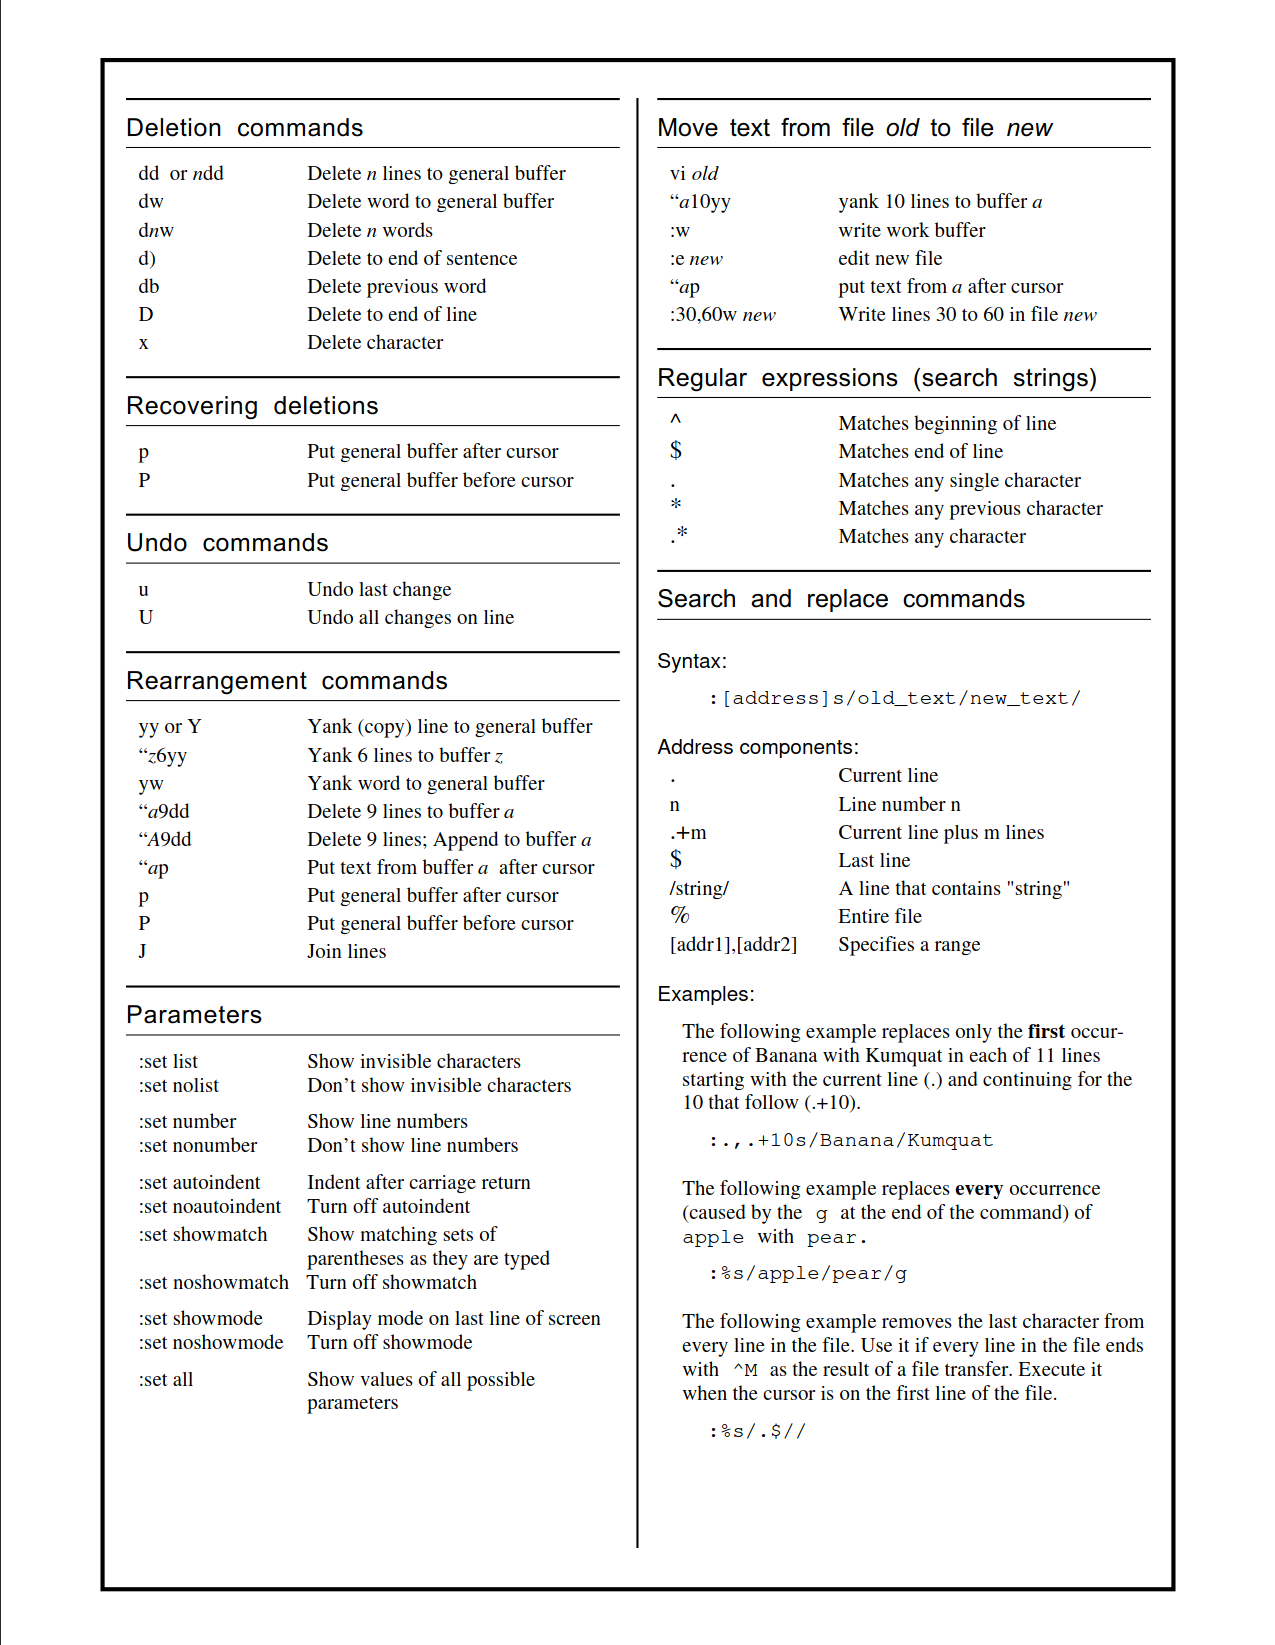 Deletion commands
dd or ndd Delete n lines to general buffer
dw Delete word to general buffer
dnw Delete n words
d) Delete to end of sentence
db Delete previous word
D Delete to end of line
x Delete character
Recovering deletions
p Put general buffer after cursor
P Put general buffer before cursor
Undo commands
u Undo last change
U Undo all changes on line
Rearrangement commands
yy or Y Yank (copy) line to general buffer
“z6yy Yank 6 lines to buffer z
yw Yank word to general buffer
“a9dd Delete 9 lines to buffer a
“A9dd Delete 9 lines; Append to buffer a
“ap Put text from buffer a after cursor
p Put general buffer after cursor
P Put general buffer before cursor
J Join lines
Parameters
:set list Show invisible characters
:set nolist Don’t show invisible characters
:set number Show line numbers
:set nonumber Don’t show line numbers
:set autoindent Indent after carriage return
:set noautoindent Turn off autoindent
:set showmatch Show matching sets of
parentheses as they are typed
:set noshowmatch Turn off showmatch
:set showmode Display mode on last line of screen
:set noshowmode Turn off showmode
:set all Show values of all possible
parameters
Move text from file old to file new
vi old
“a10yy yank 10 lines to buffer a
:w write work buffer
:e new edit new file
“ap put text from a after cursor
:30,60w new Write lines 30 to 60 in file new
Regular expressions (search strings)
^ Matches beginning of line
$ Matches end of line
. Matches any single character
* Matches any previous character
.* Matches any character
Search and replace commands
Syntax:
:[address]s/old_text/new_text/
Address components:
. Current line
n Line number n
.+m Current line plus m lines
$ Last line
/string/ A line that contains "string"
% Entire file
[addr1],[addr2] Specifies a range
Examples:
The following example replaces only the first occur-
rence of Banana with Kumquat in each of 11 lines
starting with the current line (.) and continuing for the
10 that follow (.+10).
:.,.+10s/Banana/Kumquat
The following example replaces every occurrence
(caused by the g at the end of the command) of
apple with pear.
:%s/apple/pear/g
The following example removes the last character from
every line in the file. Use it if every line in the file ends
with ^M as the result of a file transfer. Execute it
when the cursor is on the first line of the file.
:%s/.$//